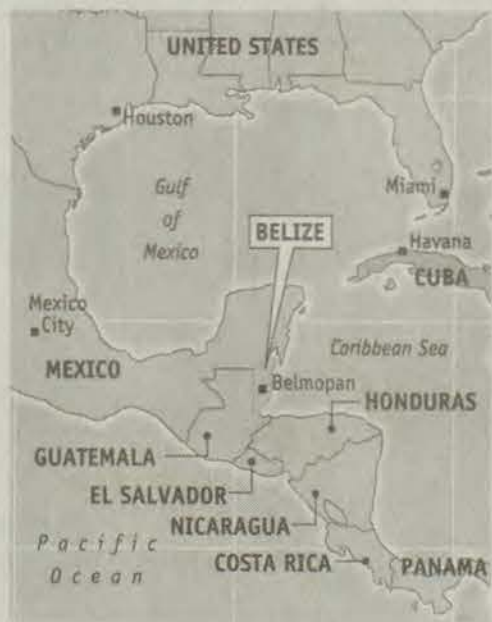 UNITED STATES
Houston
Gulf
of
Mexico
Miami
BELIZE
Havana
CUBA
Mexico
City
Caribbean Sea
MEXICO
Belmopan
HONDURAS
GUATEMALA
EL SALVADOR
NICARAGUA
Pacific
Ocean
COSTA RICA
PANAMA